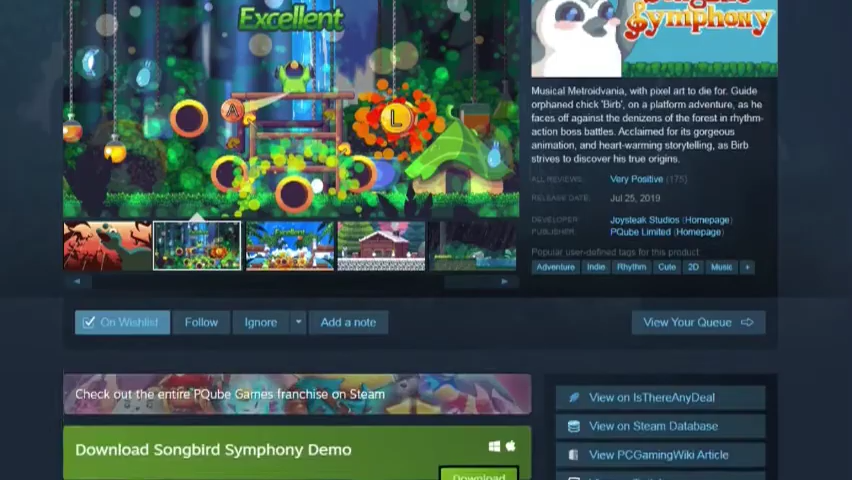 Excellent
A
L
Songbird
Symphony
Musical Metroidvania, with pixel art to die for. Guide
orphaned chick 'Birb', on a platform adventure, as he
faces off against the denizens of the forest in rhythm-
action boss battles. Acclaimed for its gorgeous
animation, and heart-warming storytelling, as Birb
strives to discover his true origins.
ALL REVIEWS: Very Positive (175)
RELEASE DATE: Jul 25, 2019
DEVELOPER: Joysteak Studios (Homepage)
PUBLISHER: PQube Limited (Homepage)
Popular user-defined tags for this product:
Adventure Indie Rhythm Cute 2D Music +
On Wishlist Follow Ignore Add a note View Your Queue
Check out the entire PQube Games franchise on Steam
Download Songbird Symphony Demo
Download
View on IsThereAnyDeal
View on Steam Database
View PCGamingWiki Article